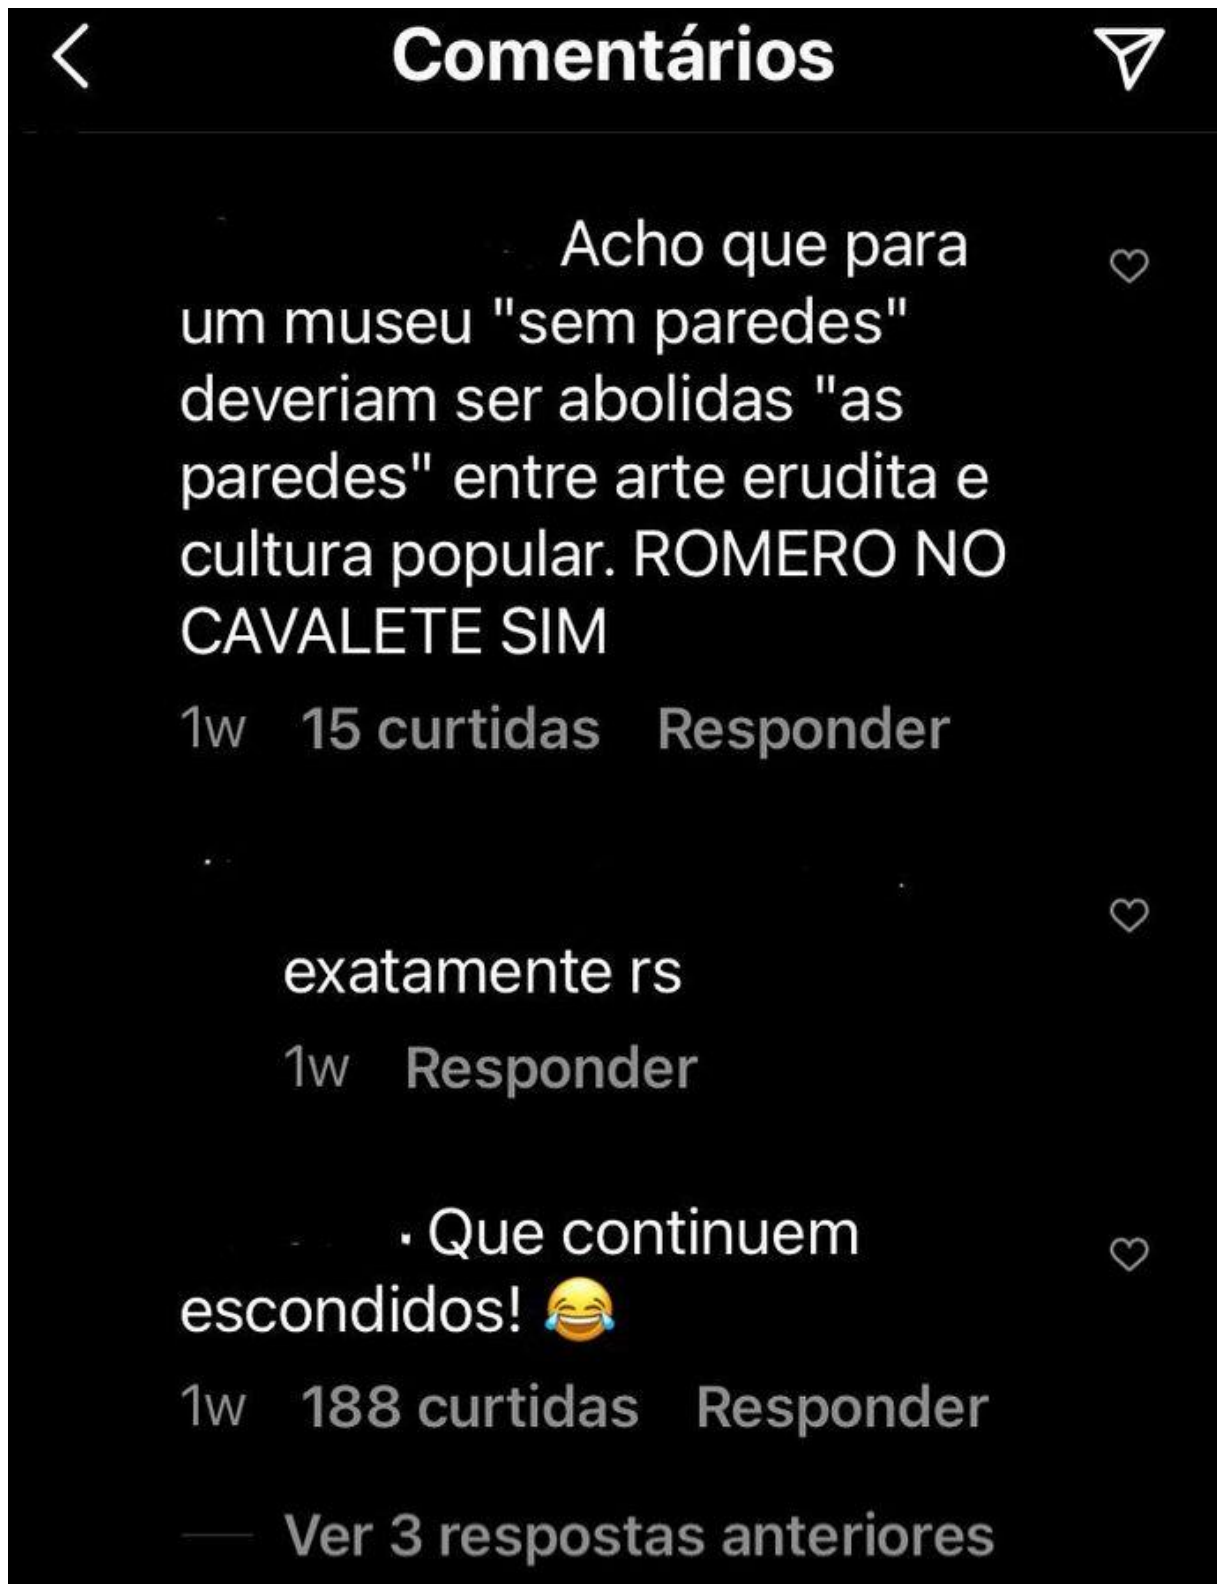 Comentários
Acho que para
um museu "sem paredes"
deveriam ser abolidas "as
paredes" entre arte erudita e
cultura popular. ROMERO NO
CAVALETE SIM
1w 15 curtidas Responder
exatamente rs
1w Responder
Que continuem
escondidos! 😂
1w 188 curtidas Responder
Ver 3 respostas anteriores